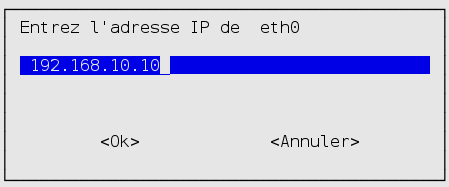 Entrez l'adresse IP de  eth0
192.168.10.10
<Ok>
<Annuler>